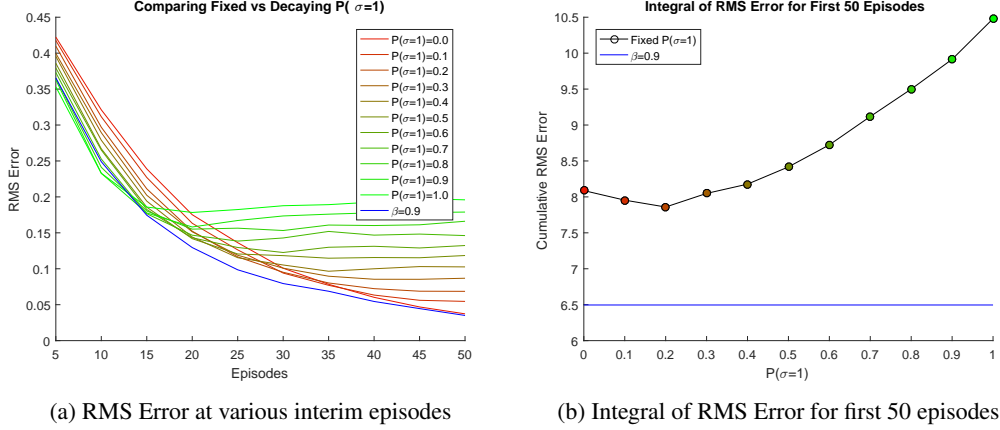 Comparing Fixed vs Decaying P( σ=1)
0.45
0.4
0.35
0.3
0.25
0.2
0.15
0.1
0.05
0
RMS Error
5
10
15
20
25
30
35
40
45
50
Episodes
P(σ=1)=0.0
P(σ=1)=0.1
P(σ=1)=0.2
P(σ=1)=0.3
P(σ=1)=0.4
P(σ=1)=0.5
P(σ=1)=0.6
P(σ=1)=0.7
P(σ=1)=0.8
P(σ=1)=0.9
P(σ=1)=1.0
β=0.9
(a) RMS Error at various interim episodes
Integral of RMS Error for First 50 Episodes
10.5
10
9.5
9
8.5
8
7.5
7
6.5
6
Cumulative RMS Error
Fixed P(σ=1)
β=0.9
0
0.1
0.2
0.3
0.4
0.5
0.6
0.7
0.8
0.9
1
P(σ=1)
(b) Integral of RMS Error for first 50 episodes